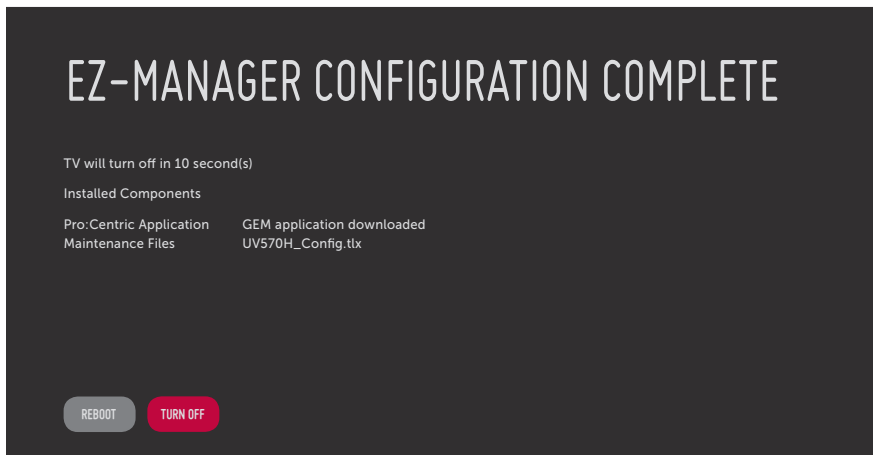 EZ-MANAGER CONFIGURATION COMPLETE
TV will turn off in 10 second(s)
Installed Components
Pro:Centric Application GEM application downloaded
Maintenance Files UV570H_Config.tlx
REBOOT TURN OFF